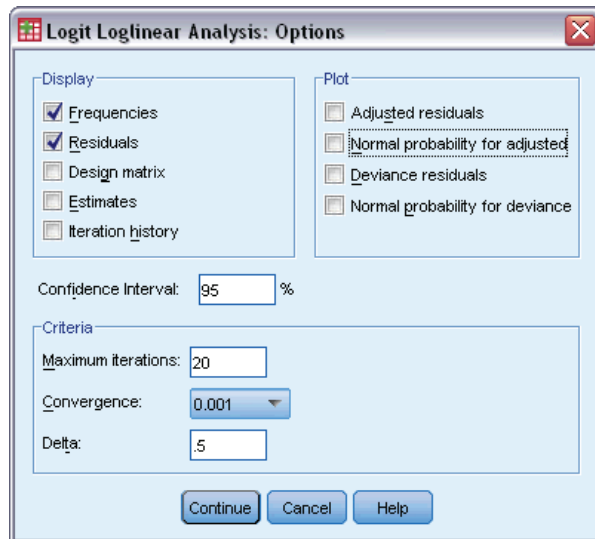 Logit Loglinear Analysis: Options
Display
Frequencies
Residuals
Design matrix
Estimates
Iteration history
Plot
Adjusted residuals
Normal probability for adjusted
Deviance residuals
Normal probability for deviance
Confidence Interval: 95 %
Criteria
Maximum iterations: 20
Convergence: 0.001
Delta: .5
Continue Cancel Help